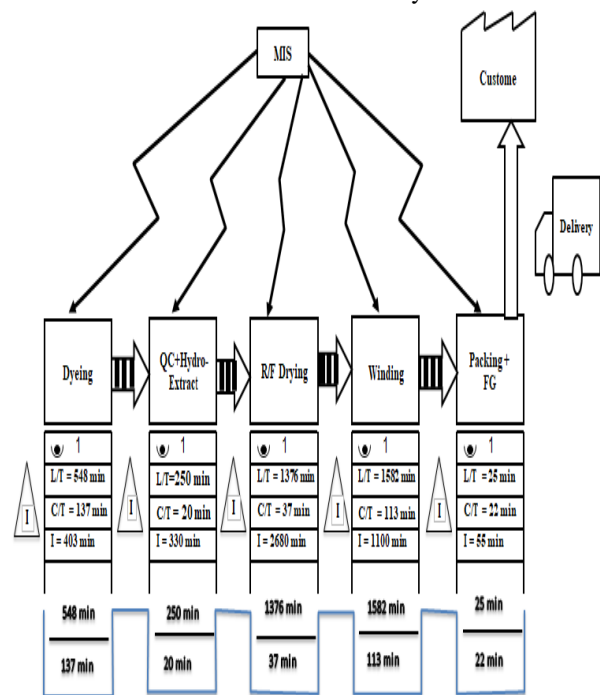 MIS
Custome
Delivery
Dyeing
QC+Hydro-
Extract
R/F Drying
Winding
Packing +
FG
1
1
1
1
1
L/T = 548 min
L/T=250 min
L/T = 1376 min
L/T = 1582 min
L/T = 25 min
I
I
I
I
I
C/T = 137 min
C/T = 20 min
C/T = 37 min
C/T = 113 min
C/T = 22 min
I = 403 min
I = 330 min
I = 2680 min
I = 1100 min
I = 55 min
548 min
250 min
1376 min
1582 min
25 min
137 min
20 min
37 min
113 min
22 min